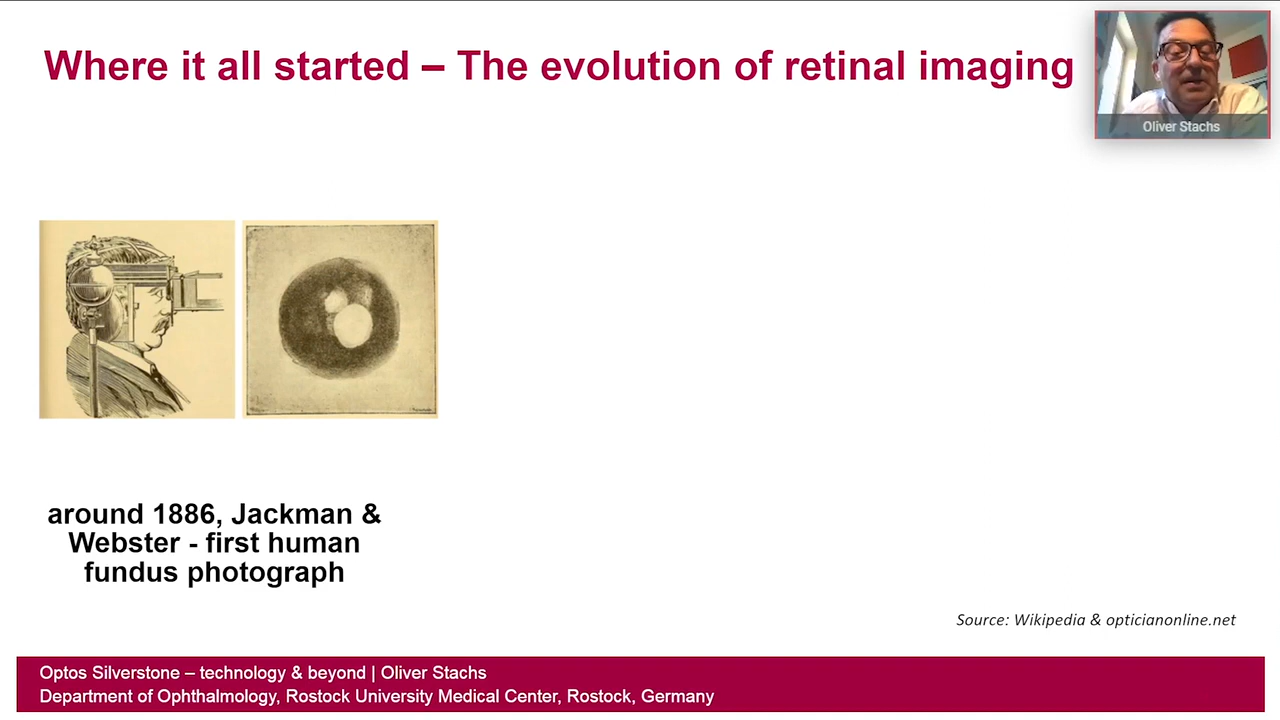 Where it all started – The evolution of retinal imaging
Oliver Stachs
around 1886, Jackman &
Webster - first human
fundus photograph
Source: Wikipedia & opticianonline.net
Optos Silverstone – technology & beyond | Oliver Stachs
Department of Ophthalmology, Rostock University Medical Center, Rostock, Germany